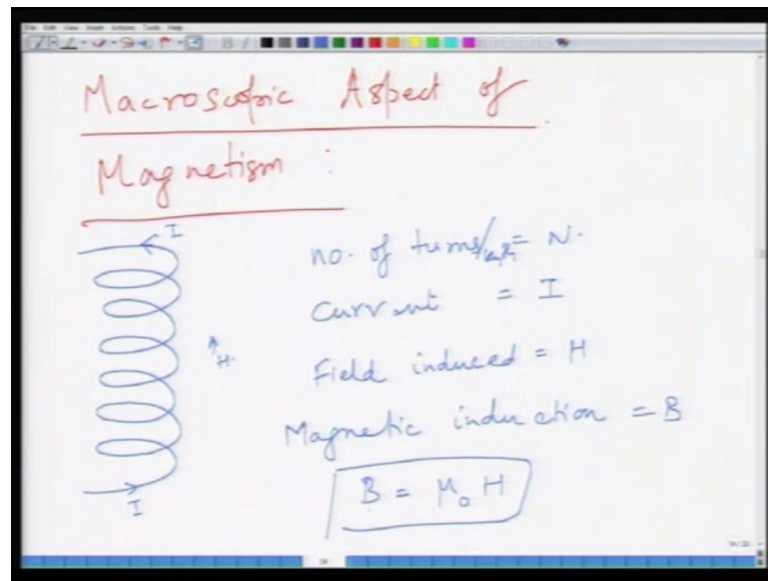 Macroscopic Aspect of
Magnetism :
I
no. of turns/ = N.
Current = I
H.
Field induced = H
Magnetic induction = B
B = μ₀ H
I